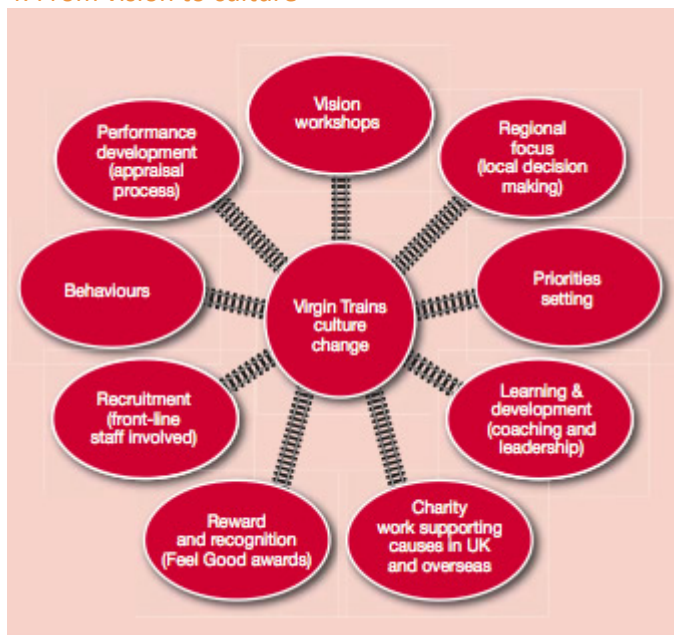 Vision
workshops
Regional
focus
(local decision
making)
Priorities
setting
Learning &
development
(coaching and
leadership)
Charity
work supporting
causes in UK
and overseas
Reward
and recognition
(Feel Good awards)
Recruitment
(front-line
staff involved)
Behaviours
Performance
development
(appraisal
process)
Virgin Trains
culture
change